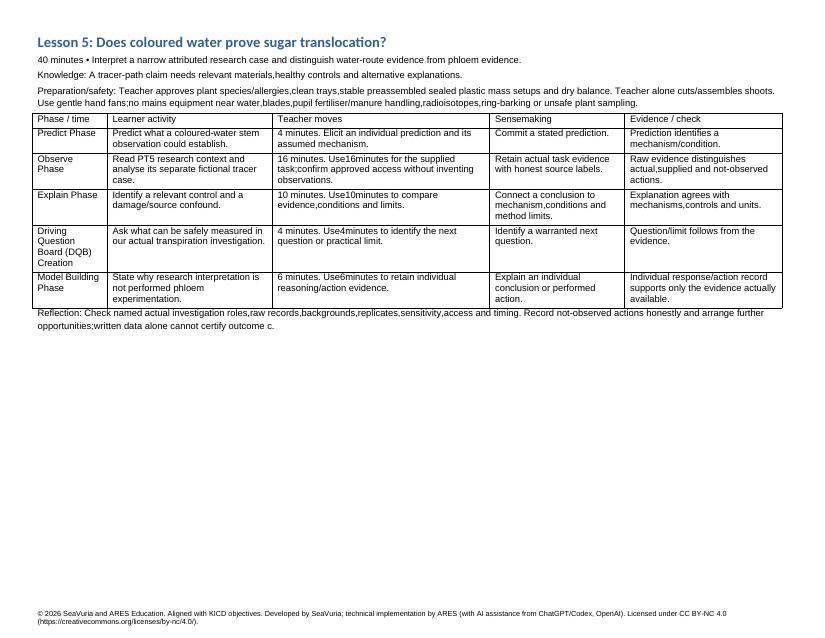 Lesson 5: Does coloured water prove sugar translocation?
40 minutes • Interpret a narrow attributed research case and distinguish water-route evidence from phloem evidence.
Knowledge: A tracer-path claim needs relevant materials,healthy controls and alternative explanations.
Preparation/safety: Teacher approves plant species/allergies,clean trays,stable preassembled sealed plastic mass setups and dry balance. Teacher alone cuts/assembles shoots.
Use gentle hand fans;no mains equipment near water,blades,pupil fertiliser/manure handling,radioisotopes,ring-barking or unsafe plant sampling.
Phase / time
Learner activity
Teacher moves
Sensemaking
Evidence / check
Predict Phase
Predict what a coloured-water stem
observation could establish.
4 minutes. Elicit an individual prediction and its
assumed mechanism.
Commit a stated prediction.
Prediction identifies a
mechanism/condition.
Observe
Phase
Read PT5 research context and
analyse its separate fictional tracer
case.
16 minutes. Use16minutes for the supplied
task;confirm approved access without inventing
observations.
Retain actual task evidence
with honest source labels.
Raw evidence distinguishes
actual,supplied and not-observed
actions.
Explain Phase
Identify a relevant control and a
damage/source confound.
10 minutes. Use10minutes to compare
evidence,conditions and limits.
Connect a conclusion to
mechanism,conditions and
method limits.
Explanation agrees with
mechanisms,controls and units.
Driving
Question
Board (DQB)
Creation
Ask what can be safely measured in
our actual transpiration investigation.
4 minutes. Use4minutes to identify the next
question or practical limit.
Identify a warranted next
question.
Question/limit follows from the
evidence.
Model Building
Phase
State why research interpretation is
not performed phloem
experimentation.
6 minutes. Use6minutes to retain individual
reasoning/action evidence.
Explain an individual
conclusion or performed
action.
Individual response/action record
supports only the evidence actually
available.
Reflection: Check named actual investigation roles,raw records,backgrounds,replicates,sensitivity,access and timing. Record not-observed actions honestly and arrange further
opportunities;written data alone cannot certify outcome c.
© 2026 SeaVuria and ARES Education. Aligned with KICD objectives. Developed by SeaVuria; technical implementation by ARES (with AI assistance from ChatGPT/Codex, OpenAI). Licensed under CC BY-NC 4.0
(https://creativecommons.org/licenses/by-nc/4.0/).